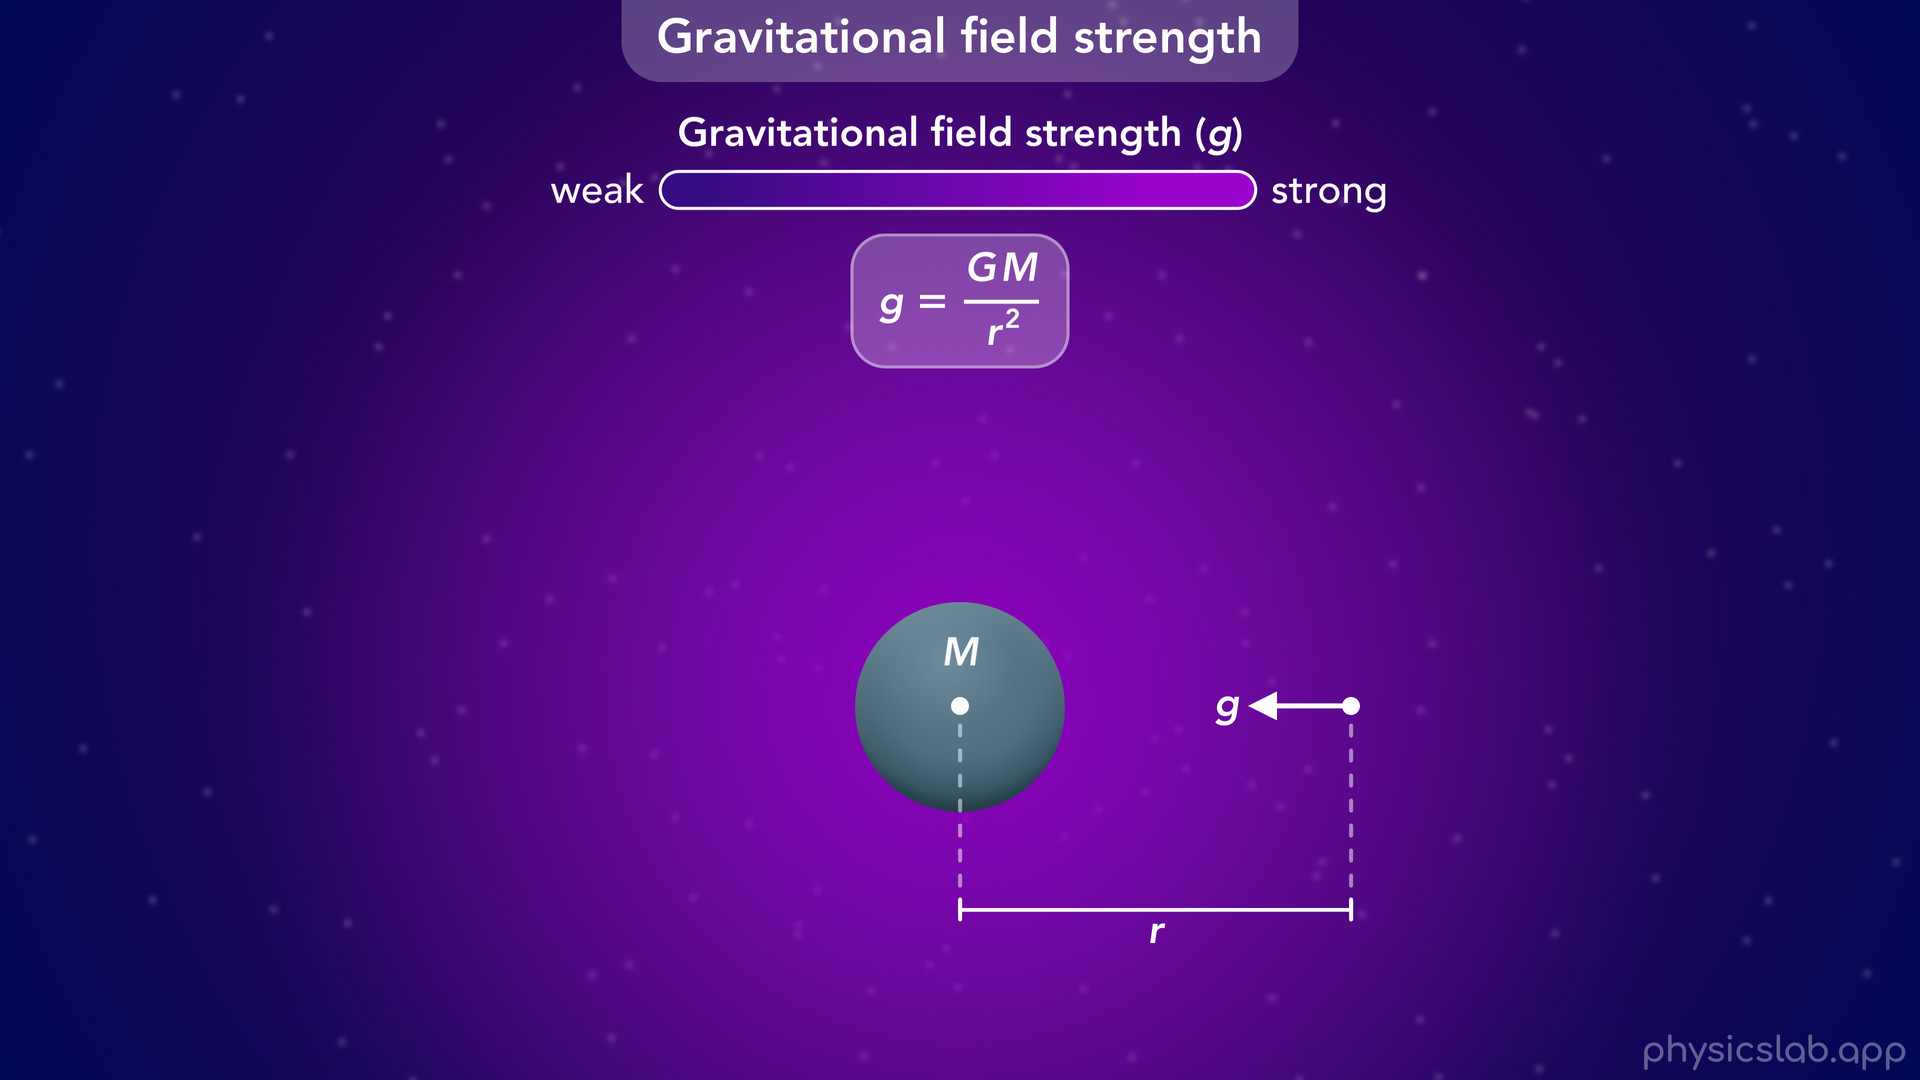 Gravitational field strength
Gravitational field strength (g)
weak strong
g = GM / r²
M
g
r
physicslab.app